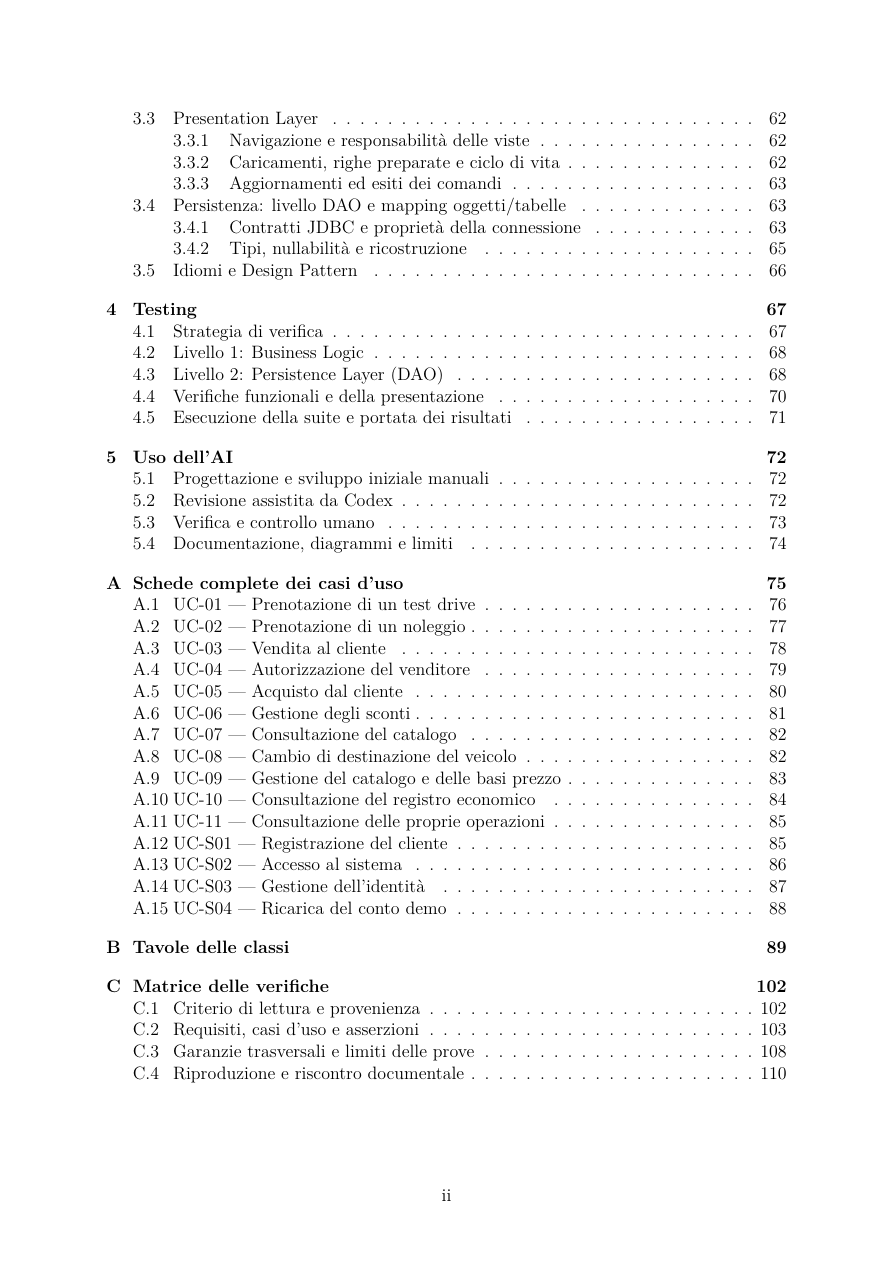 3.3 Presentation Layer . . . . . . . . . . . . . . . . . . . . . . . . . . . . . . . 62
3.3.1 Navigazione e responsabilità delle viste . . . . . . . . . . . . . . . . 62
3.3.2 Caricamenti, righe preparate e ciclo di vita . . . . . . . . . . . . . . 62
3.3.3 Aggiornamenti ed esiti dei comandi . . . . . . . . . . . . . . . . . . 63
3.4 Persistenza: livello DAO e mapping oggetti/tabelle . . . . . . . . . . . . . 63
3.4.1 Contratti JDBC e proprietà della connessione . . . . . . . . . . . . 63
3.4.2 Tipi, nullabilità e ricostruzione . . . . . . . . . . . . . . . . . . . . 65
3.5 Idiomi e Design Pattern . . . . . . . . . . . . . . . . . . . . . . . . . . . . 66
4 Testing 67
4.1 Strategia di verifica . . . . . . . . . . . . . . . . . . . . . . . . . . . . . . . 67
4.2 Livello 1: Business Logic . . . . . . . . . . . . . . . . . . . . . . . . . . . . 68
4.3 Livello 2: Persistence Layer (DAO) . . . . . . . . . . . . . . . . . . . . . . 68
4.4 Verifiche funzionali e della presentazione . . . . . . . . . . . . . . . . . . . 70
4.5 Esecuzione della suite e portata dei risultati . . . . . . . . . . . . . . . . . 71
5 Uso dell'AI 72
5.1 Progettazione e sviluppo iniziale manuali . . . . . . . . . . . . . . . . . . . 72
5.2 Revisione assistita da Codex . . . . . . . . . . . . . . . . . . . . . . . . . . 72
5.3 Verifica e controllo umano . . . . . . . . . . . . . . . . . . . . . . . . . . . 73
5.4 Documentazione, diagrammi e limiti . . . . . . . . . . . . . . . . . . . . . 74
A Schede complete dei casi d'uso 75
A.1 UC-01 — Prenotazione di un test drive . . . . . . . . . . . . . . . . . . . . 76
A.2 UC-02 — Prenotazione di un noleggio . . . . . . . . . . . . . . . . . . . . . 77
A.3 UC-03 — Vendita al cliente . . . . . . . . . . . . . . . . . . . . . . . . . . 78
A.4 UC-04 — Autorizzazione del venditore . . . . . . . . . . . . . . . . . . . . 79
A.5 UC-05 — Acquisto dal cliente . . . . . . . . . . . . . . . . . . . . . . . . . 80
A.6 UC-06 — Gestione degli sconti . . . . . . . . . . . . . . . . . . . . . . . . . 81
A.7 UC-07 — Consultazione del catalogo . . . . . . . . . . . . . . . . . . . . . 82
A.8 UC-08 — Cambio di destinazione del veicolo . . . . . . . . . . . . . . . . . 82
A.9 UC-09 — Gestione del catalogo e delle basi prezzo . . . . . . . . . . . . . . 83
A.10 UC-10 — Consultazione del registro economico . . . . . . . . . . . . . . . 84
A.11 UC-11 — Consultazione delle proprie operazioni . . . . . . . . . . . . . . . 85
A.12 UC-S01 — Registrazione del cliente . . . . . . . . . . . . . . . . . . . . . . 85
A.13 UC-S02 — Accesso al sistema . . . . . . . . . . . . . . . . . . . . . . . . . 86
A.14 UC-S03 — Gestione dell'identità . . . . . . . . . . . . . . . . . . . . . . . 87
A.15 UC-S04 — Ricarica del conto demo . . . . . . . . . . . . . . . . . . . . . . 88
B Tavole delle classi 89
C Matrice delle verifiche 102
C.1 Criterio di lettura e provenienza . . . . . . . . . . . . . . . . . . . . . . . . 102
C.2 Requisiti, casi d'uso e asserzioni . . . . . . . . . . . . . . . . . . . . . . . . 103
C.3 Garanzie trasversali e limiti delle prove . . . . . . . . . . . . . . . . . . . . 108
C.4 Riproduzione e riscontro documentale . . . . . . . . . . . . . . . . . . . . . 110
ii